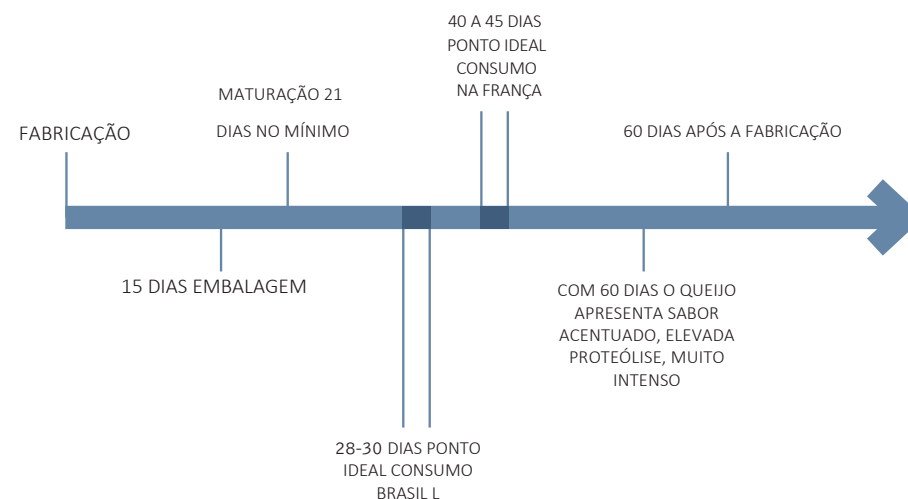 40 A 45 DIAS
PONTO IDEAL
CONSUMO
NA FRANÇA
MATURAÇÃO 21
DIAS NO MÍNIMO
FABRICAÇÃO
60 DIAS APÓS A FABRICAÇÃO
15 DIAS EMBALAGEM
COM 60 DIAS O QUEIJO
APRESENTA SABOR
ACENTUADO, ELEVADA
PROTEÓLISE, MUITO
INTENSO
28-30 DIAS PONTO
IDEAL CONSUMO
BRASIL L